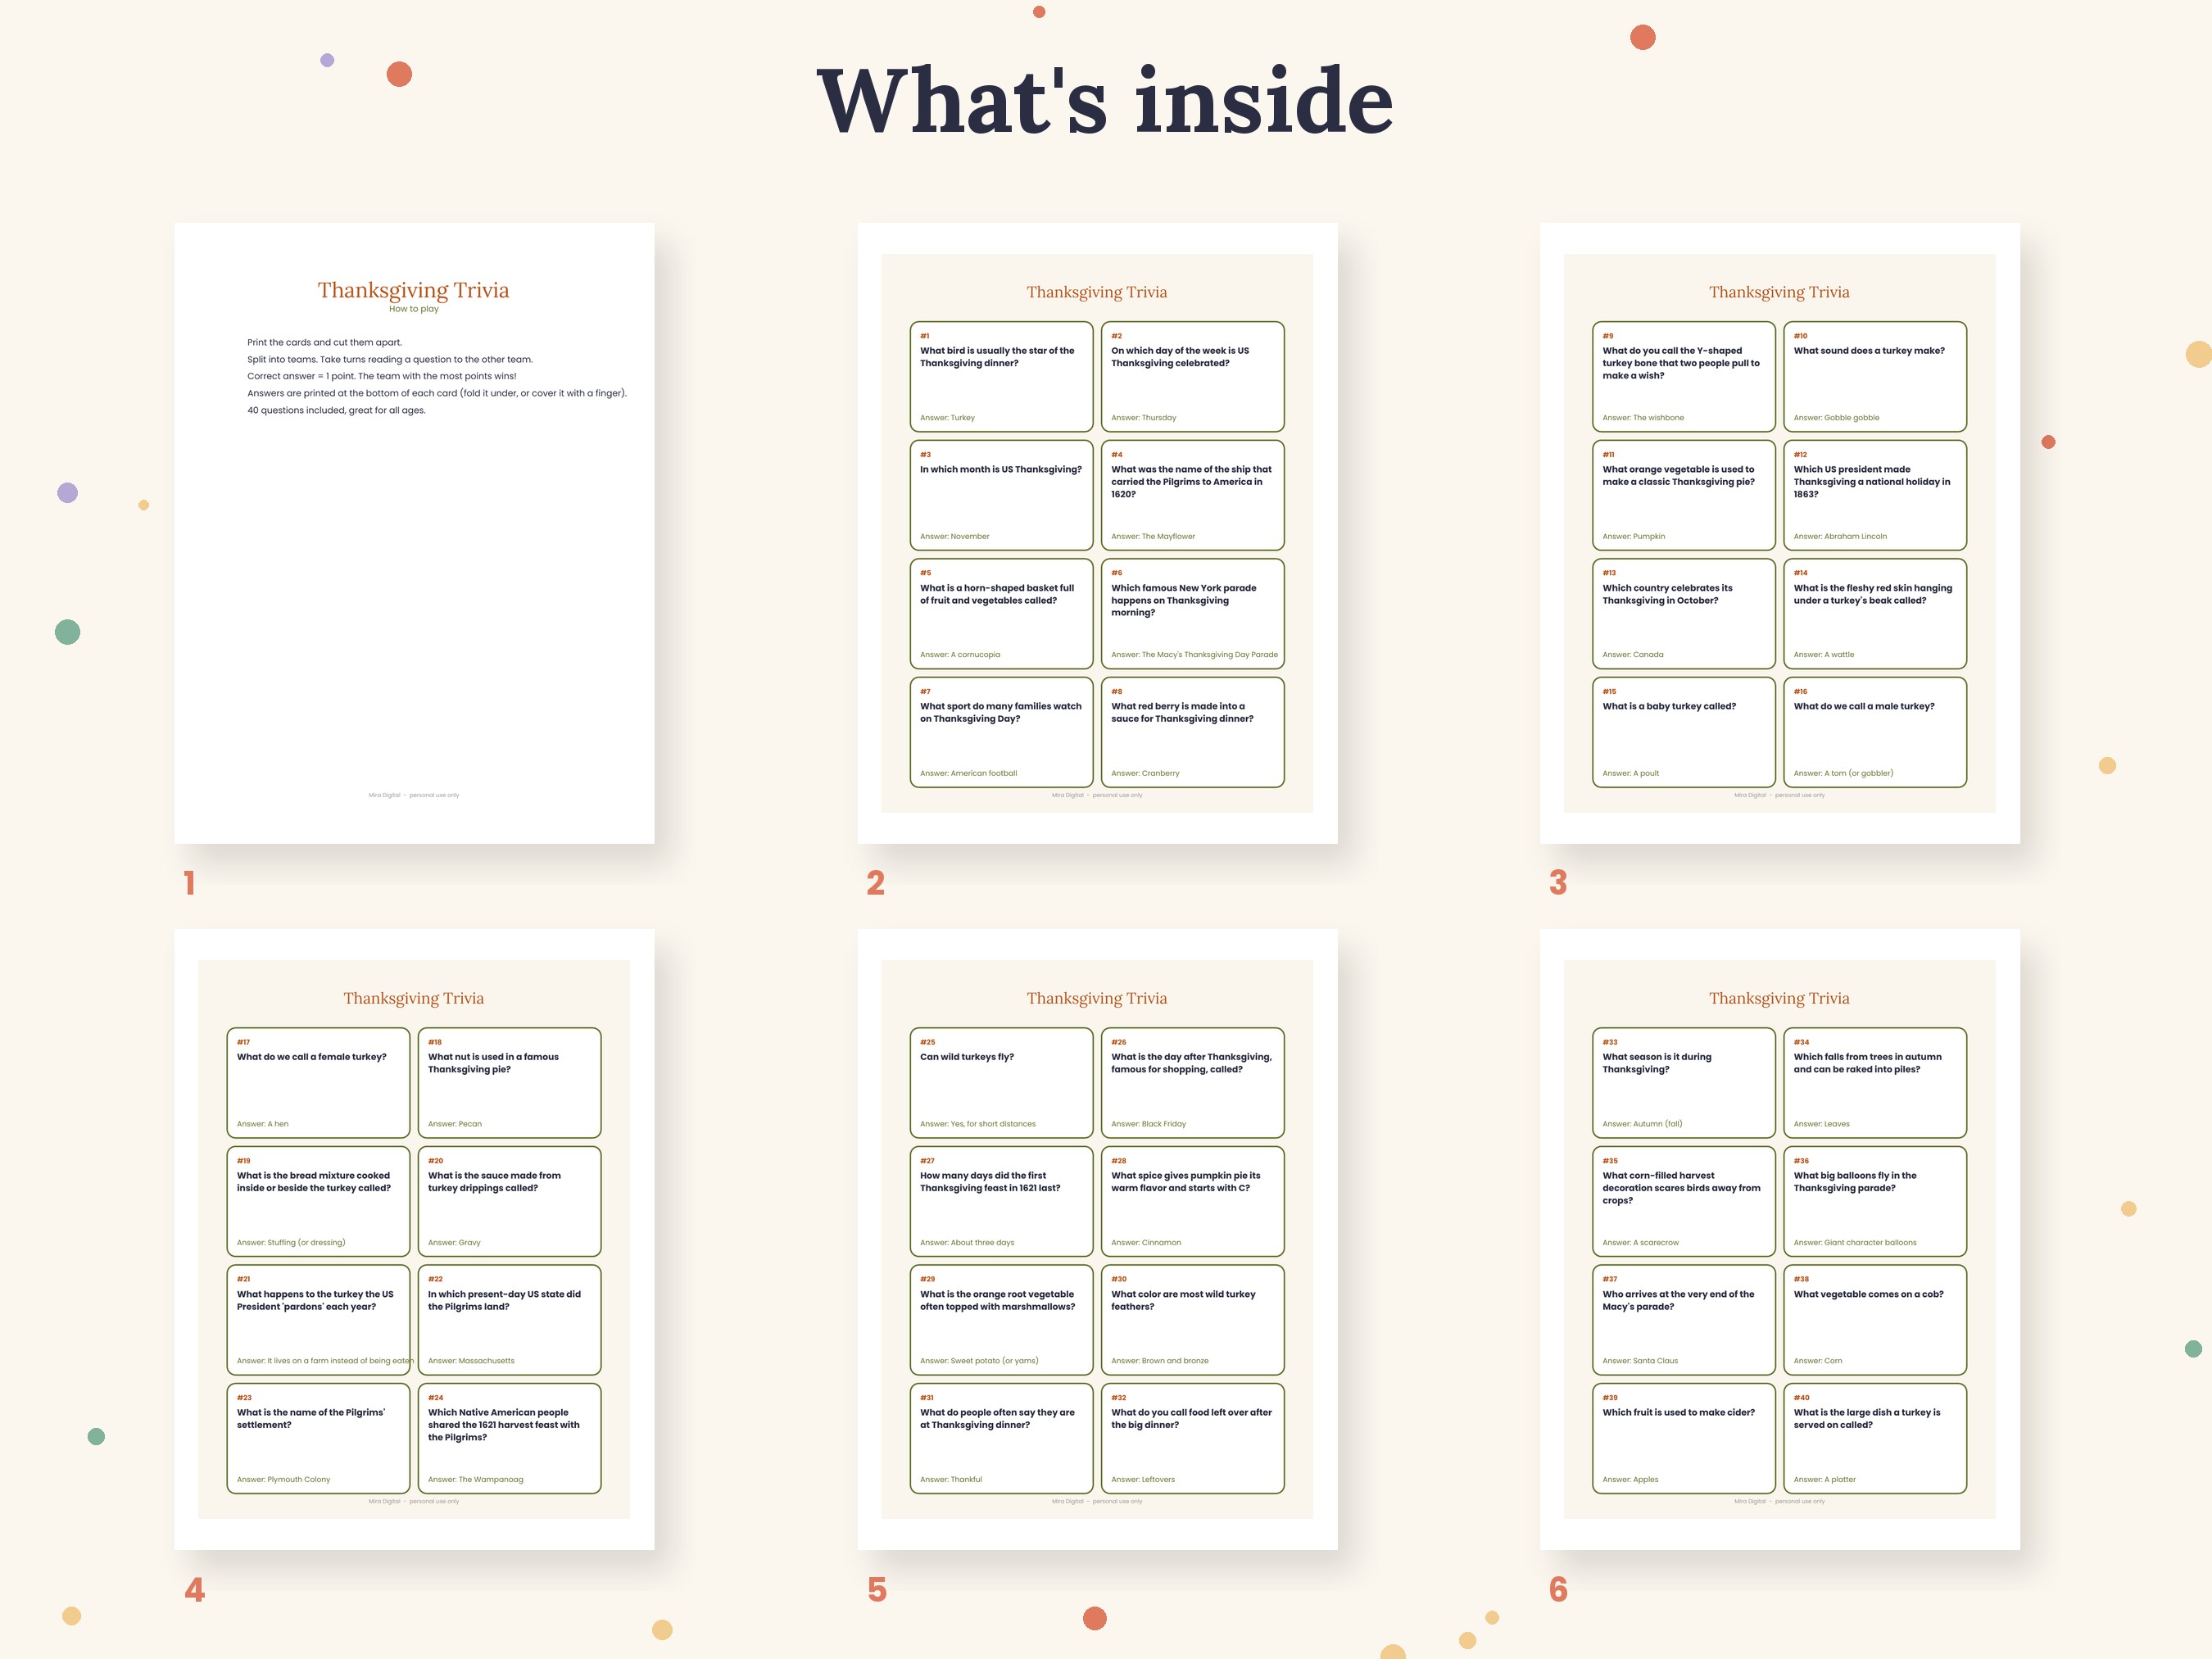 What's inside
Thanksgiving Trivia
How to play
Print the cards and cut them apart.
Split into teams. Take turns reading a question to the other team.
Correct answer = 1 point. The team with the most points wins!
Answers are printed at the bottom of each card (fold it under, or cover it with a finger).
40 questions included, great for all ages.
Mira Digital - personal use only
1
Thanksgiving Trivia
#1
What bird is usually the star of the
Thanksgiving dinner?
Answer: Turkey
#2
On which day of the week is US
Thanksgiving celebrated?
Answer: Thursday
#3
In which month is US Thanksgiving?
Answer: November
#4
What was the name of the ship that
carried the Pilgrims to America in
1620?
Answer: The Mayflower
#5
What is a horn-shaped basket full
of fruit and vegetables called?
Answer: A cornucopia
#6
Which famous New York parade
happens on Thanksgiving
morning?
Answer: The Macy's Thanksgiving Day Parade
#7
What sport do many families watch
on Thanksgiving Day?
Answer: American football
#8
What red berry is made into a
sauce for Thanksgiving dinner?
Answer: Cranberry
Mira Digital - personal use only
2
Thanksgiving Trivia
#9
What do you call the Y-shaped
turkey bone that two people pull to
make a wish?
Answer: The wishbone
#10
What sound does a turkey make?
Answer: Gobble gobble
#11
What orange vegetable is used to
make a classic Thanksgiving pie?
Answer: Pumpkin
#12
Which US president made
Thanksgiving a national holiday in
1863?
Answer: Abraham Lincoln
#13
Which country celebrates its
Thanksgiving in October?
Answer: Canada
#14
What is the fleshy red skin hanging
under a turkey's beak called?
Answer: A wattle
#15
What is a baby turkey called?
Answer: A poult
#16
What do we call a male turkey?
Answer: A tom (or gobbler)
Mira Digital - personal use only
3
Thanksgiving Trivia
#17
What do we call a female turkey?
Answer: A hen
#18
What nut is used in a famous
Thanksgiving pie?
Answer: Pecan
#19
What is the bread mixture cooked
inside or beside the turkey called?
Answer: Stuffing (or dressing)
#20
What is the sauce made from
turkey drippings called?
Answer: Gravy
#21
What happens to the turkey the US
President 'pardons' each year?
Answer: It lives on a farm instead of being eaten
#22
In which present-day US state did
the Pilgrims land?
Answer: Massachusetts
#23
What is the name of the Pilgrims'
settlement?
Answer: Plymouth Colony
#24
Which Native American people
shared the 1621 harvest feast with
the Pilgrims?
Answer: The Wampanoag
Mira Digital - personal use only
4
Thanksgiving Trivia
#25
Can wild turkeys fly?
Answer: Yes, for short distances
#26
What is the day after Thanksgiving,
famous for shopping, called?
Answer: Black Friday
#27
How many days did the first
Thanksgiving feast in 1621 last?
Answer: About three days
#28
What spice gives pumpkin pie its
warm flavor and starts with C?
Answer: Cinnamon
#29
What is the orange root vegetable
often topped with marshmallows?
Answer: Sweet potato (or yams)
#30
What color are most wild turkey
feathers?
Answer: Brown and bronze
#31
What do people often say they are
at Thanksgiving dinner?
Answer: Thankful
#32
What do you call food left over after
the big dinner?
Answer: Leftovers
Mira Digital - personal use only
5
Thanksgiving Trivia
#33
What season is it during
Thanksgiving?
Answer: Autumn (fall)
#34
Which falls from trees in autumn
and can be raked into piles?
Answer: Leaves
#35
What corn-filled harvest
decoration scares birds away from
crops?
Answer: A scarecrow
#36
What big balloons fly in the
Thanksgiving parade?
Answer: Giant character balloons
#37
Who arrives at the very end of the
Macy's parade?
Answer: Santa Claus
#38
What vegetable comes on a cob?
Answer: Corn
#39
Which fruit is used to make cider?
Answer: Apples
#40
What is the large dish a turkey is
served on called?
Answer: A platter
Mira Digital - personal use only
6